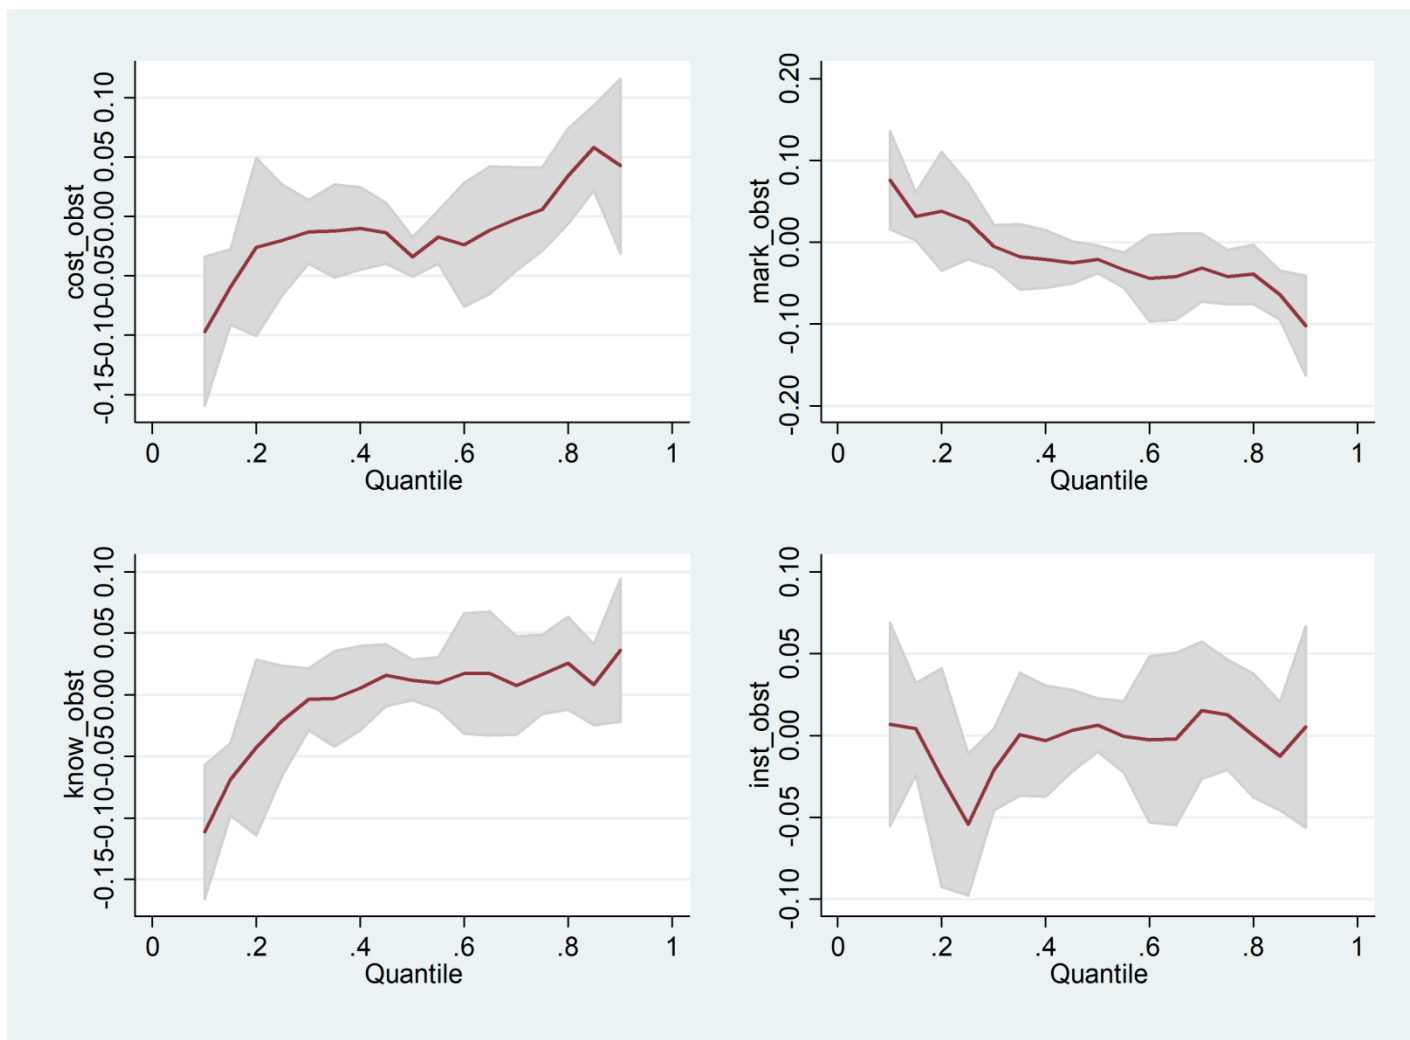 cost_obst
-0.15 -0.10 -0.05 0.00 0.05 0.10
0 .2 .4 .6 .8 1
Quantile
mark_obst
-0.20 -0.10 0.00 0.10 0.20
0 .2 .4 .6 .8 1
Quantile
know_obst
-0.15 -0.10 -0.05 0.00 0.05 0.10
0 .2 .4 .6 .8 1
Quantile
inst_obst
-0.10 -0.05 0.00 0.05 0.10
0 .2 .4 .6 .8 1
Quantile